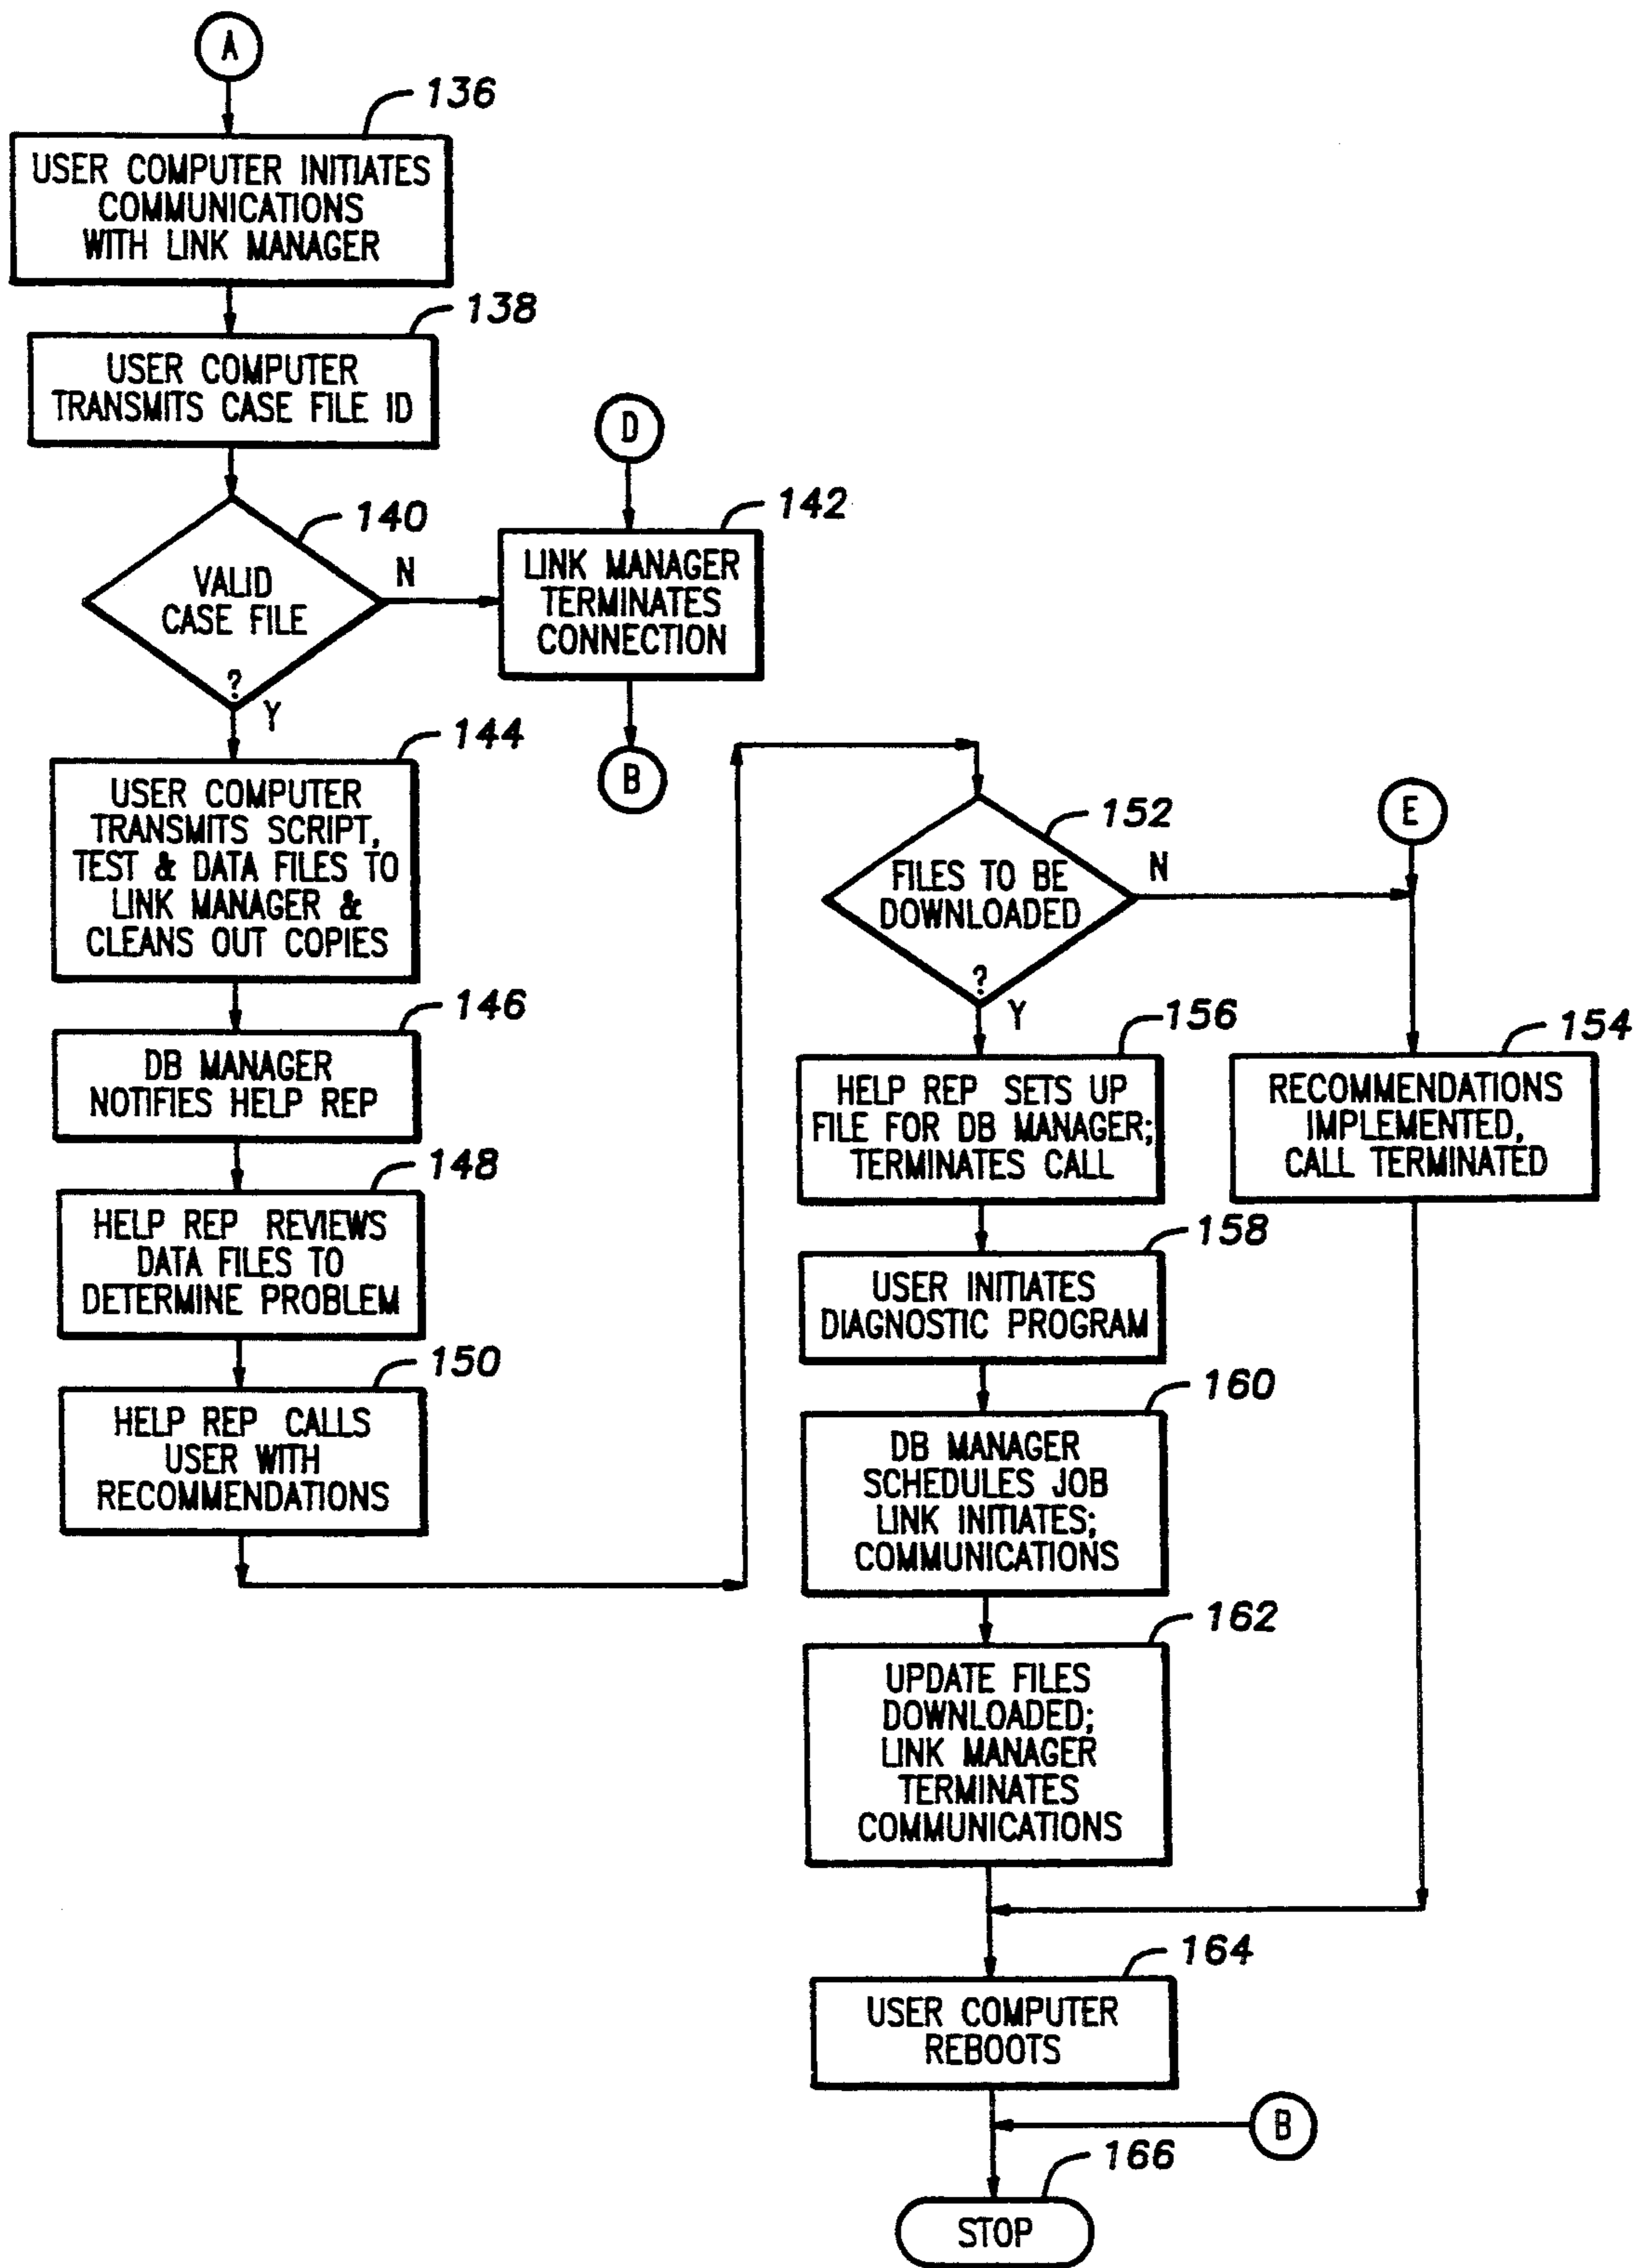 A
136
USER COMPUTER INITIATES
COMMUNICATIONS
WITH LINK MANAGER
138
USER COMPUTER
TRANSMITS CASE FILE ID
D
140
VALID
CASE FILE
?
N
Y
142
LINK MANAGER
TERMINATES
CONNECTION
B
144
USER COMPUTER
TRANSMITS SCRIPT,
TEST & DATA FILES TO
LINK MANAGER &
CLEANS OUT COPIES
146
DB MANAGER
NOTIFIES HELP REP
148
HELP REP REVIEWS
DATA FILES TO
DETERMINE PROBLEM
150
HELP REP CALLS
USER WITH
RECOMMENDATIONS
152
FILES TO BE
DOWNLOADED
?
N
Y
E
154
RECOMMENDATIONS
IMPLEMENTED,
CALL TERMINATED
156
HELP REP SETS UP
FILE FOR DB MANAGER;
TERMINATES CALL
158
USER INITIATES
DIAGNOSTIC PROGRAM
160
DB MANAGER
SCHEDULES JOB
LINK INITIATES;
COMMUNICATIONS
162
UPDATE FILES
DOWNLOADED;
LINK MANAGER
TERMINATES
COMMUNICATIONS
164
USER COMPUTER
REBOOTS
B
166
STOP